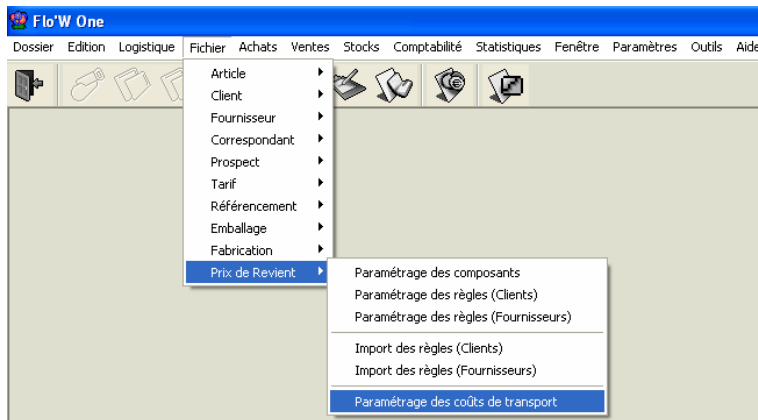 Flo'W One
Dossier Edition Logistique Fichier Achats Ventes Stocks Comptabilité Statistiques Fenêtre Paramètres Outils Aide
Article
Client
Fournisseur
Correspondant
Prospect
Tarif
Référencement
Emballage
Fabrication
Prix de Revient
Paramétrage des composants
Paramétrage des règles (Clients)
Paramétrage des règles (Fournisseurs)
Import des règles (Clients)
Import des règles (Fournisseurs)
Paramétrage des coûts de transport